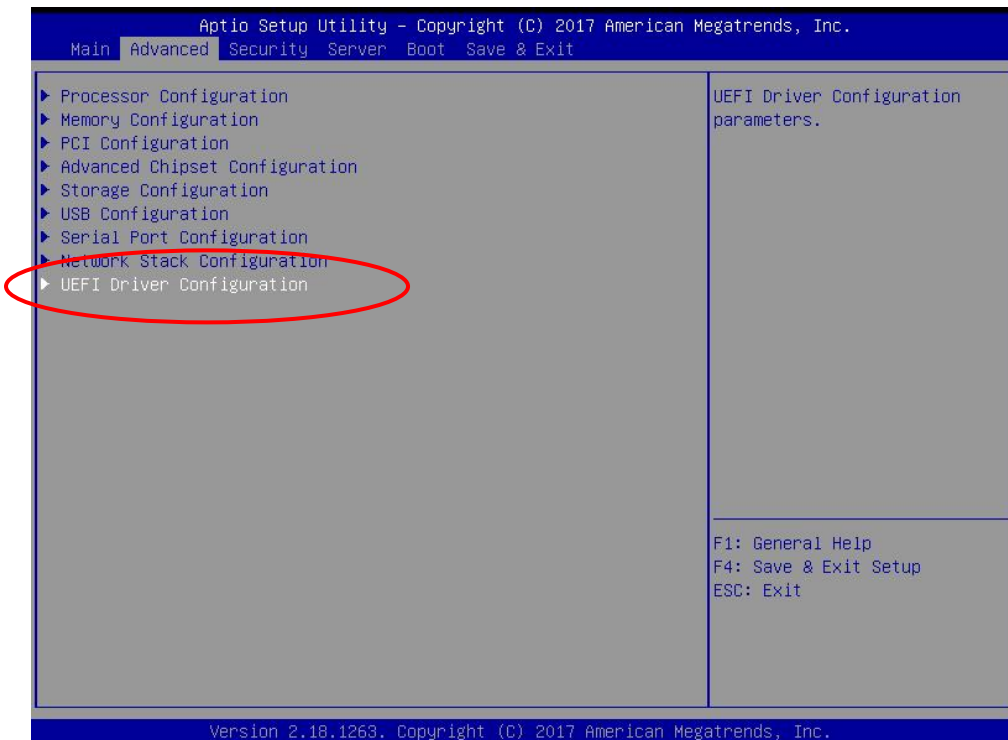 Aptio Setup Utility – Copyright (C) 2017 American Megatrends, Inc.
Main Advanced Security Server Boot Save & Exit
Processor Configuration
Memory Configuration
PCI Configuration
Advanced Chipset Configuration
Storage Configuration
USB Configuration
Serial Port Configuration
Network Stack Configuration
UEFI Driver Configuration
UEFI Driver Configuration
parameters.
F1: General Help
F4: Save & Exit Setup
ESC: Exit
Version 2.18.1263. Copyright (C) 2017 American Megatrends, Inc.